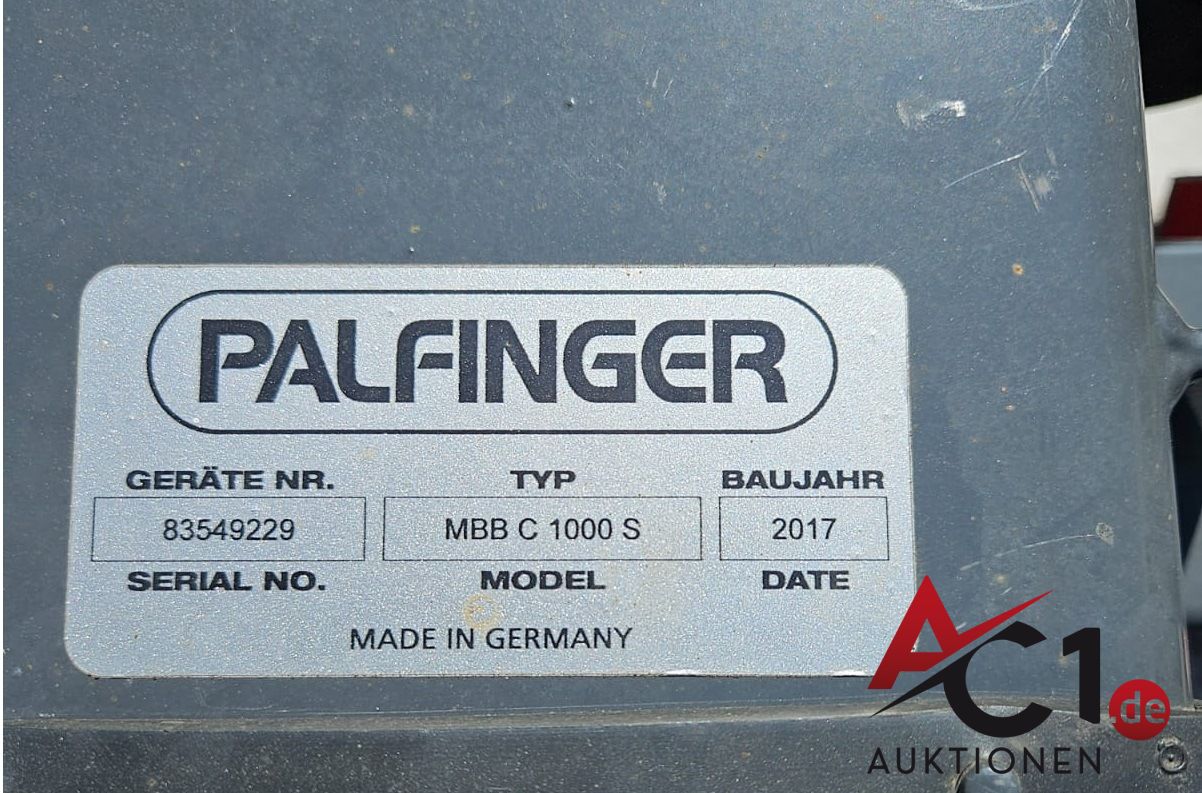 PALFINGER
GERÄTE NR. TYP BAUJAHR
83549229 MBB C 1000 S 2017
SERIAL NO. MODEL DATE
MADE IN GERMANY
AC1.de
AUKTIONEN